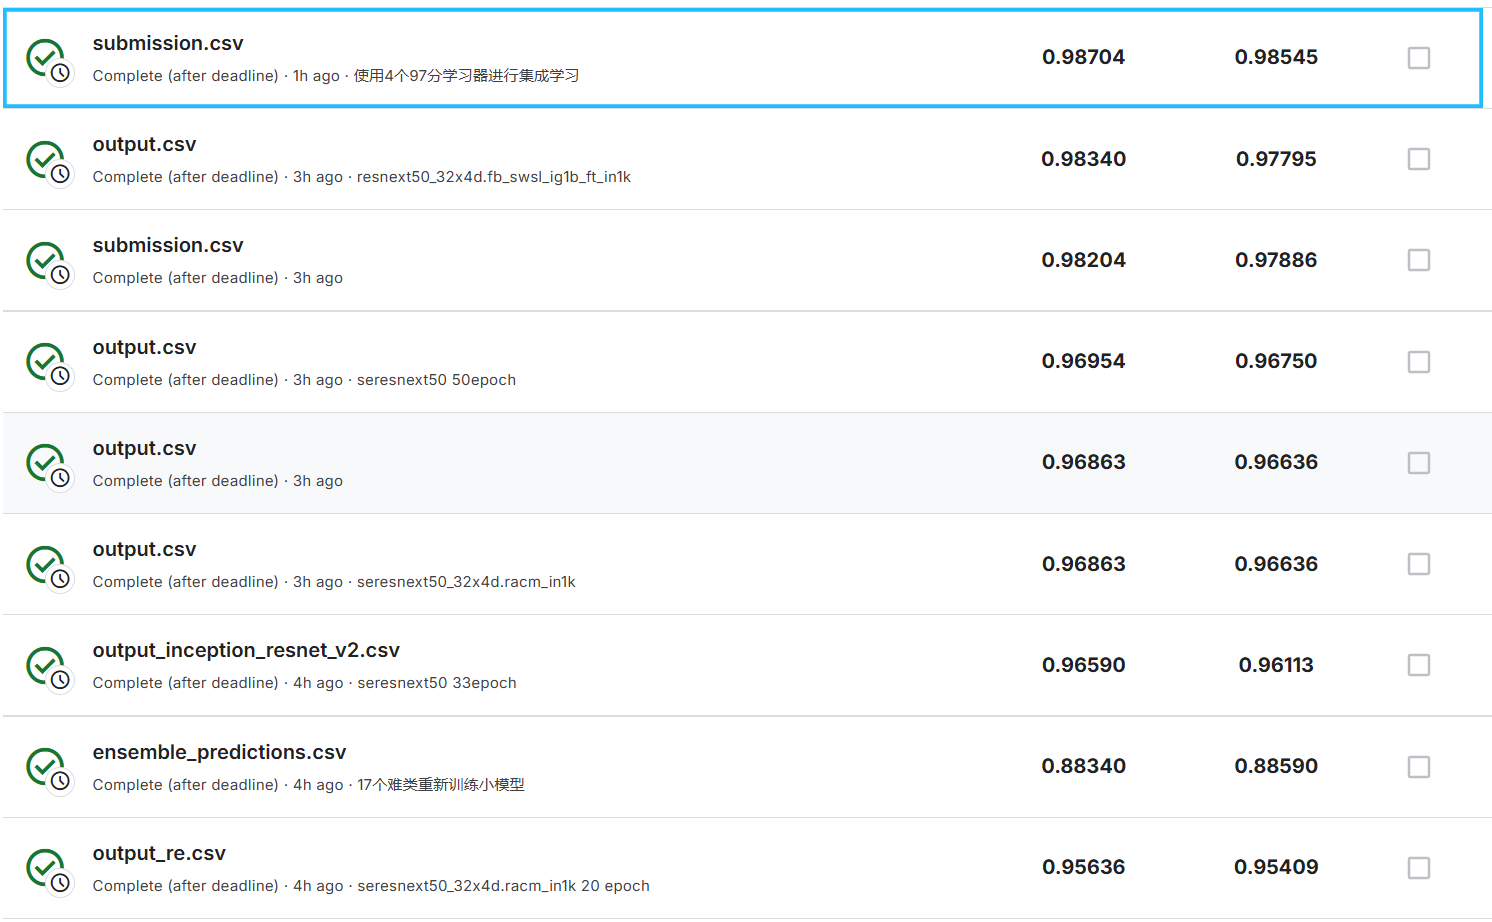 submission.csv
Complete (after deadline) · 1h ago · 使用4个97分学习器进行集成学习
0.98704
0.98545
output.csv
Complete (after deadline) · 3h ago · resnext50_32x4d.fb_swsl_ig1b_ft_in1k
0.98340
0.97795
submission.csv
Complete (after deadline) · 3h ago
0.98204
0.97886
output.csv
Complete (after deadline) · 3h ago · seresnext50 50epoch
0.96954
0.96750
output.csv
Complete (after deadline) · 3h ago
0.96863
0.96636
output.csv
Complete (after deadline) · 3h ago · seresnext50_32x4d.racm_in1k
0.96863
0.96636
output_inception_resnet_v2.csv
Complete (after deadline) · 4h ago · seresnext50 33epoch
0.96590
0.96113
ensemble_predictions.csv
Complete (after deadline) · 4h ago · 17个难类重新训练小模型
0.88340
0.88590
output_re.csv
Complete (after deadline) · 4h ago · seresnext50_32x4d.racm_in1k 20 epoch
0.95636
0.95409